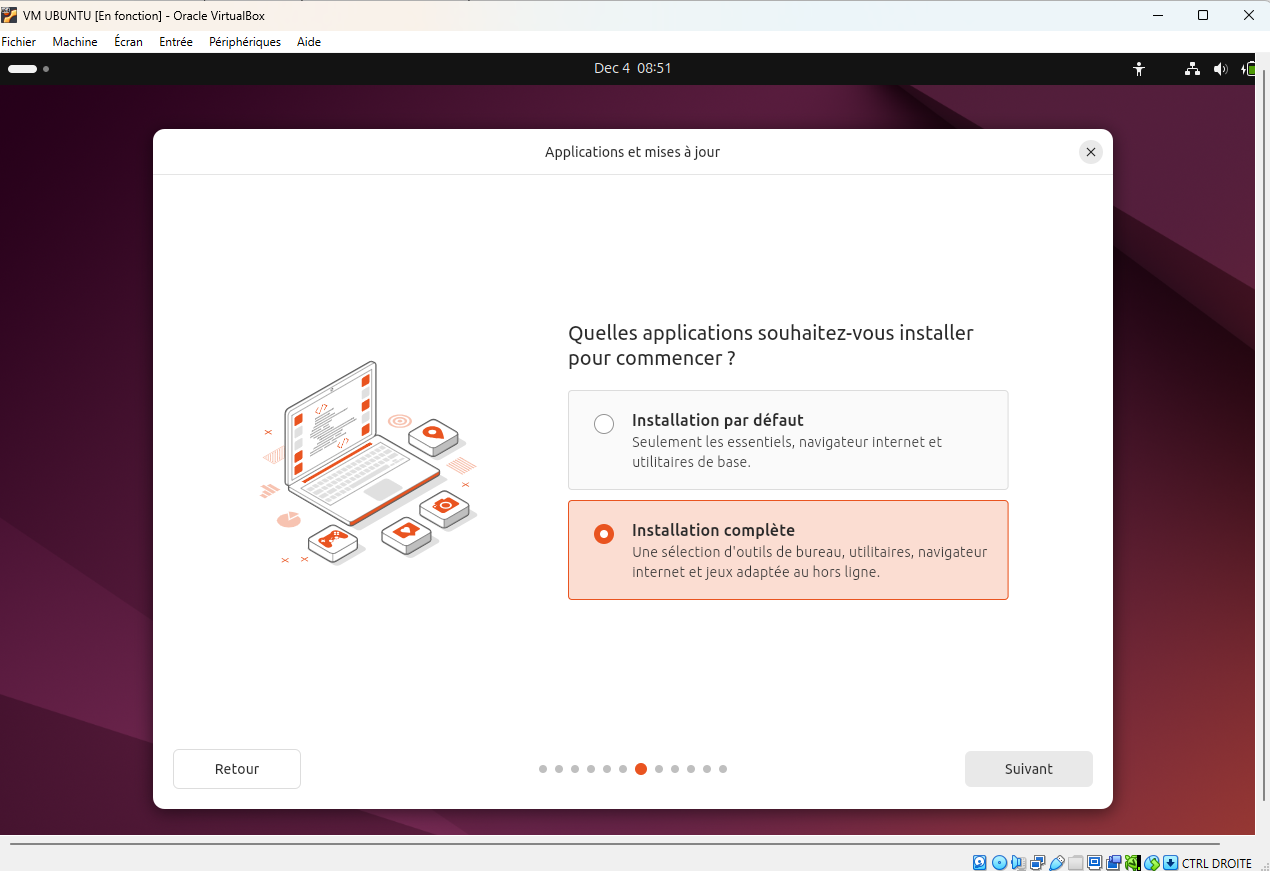 VM UBUNTU [En fonction] - Oracle VirtualBox
Fichier Machine Écran Entrée Périphériques Aide
Dec 4 08:51
Applications et mises à jour
Quelles applications souhaitez-vous installer
pour commencer ?
Installation par défaut
Seulement les essentiels, navigateur internet et
utilitaires de base.
Installation complète
Une sélection d'outils de bureau, utilitaires, navigateur
internet et jeux adaptée au hors ligne.
Retour
Suivant
CTRL DROITE